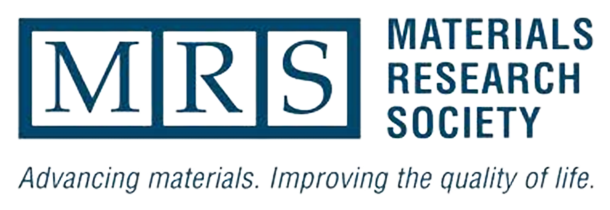 MRS
MATERIALS
RESEARCH
SOCIETY
Advancing materials. Improving the quality of life.